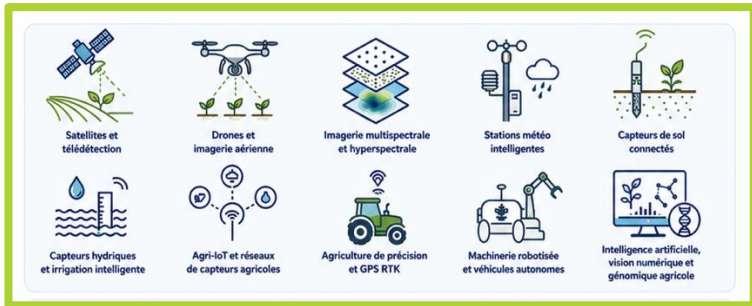 Satellites et
télédétection
Drones et
imagerie aérienne
Imagerie multispectrale
et hyperspectrale
Stations météo
intelligentes
Capteurs de sol
connectés
Capteurs hydriques
et irrigation intelligente
Agri-IoT et réseaux
de capteurs agricoles
Agriculture de précision
et GPS RTK
Machinerie robotisée
et véhicules autonomes
Intelligence artificielle,
vision numérique et
génomique agricole